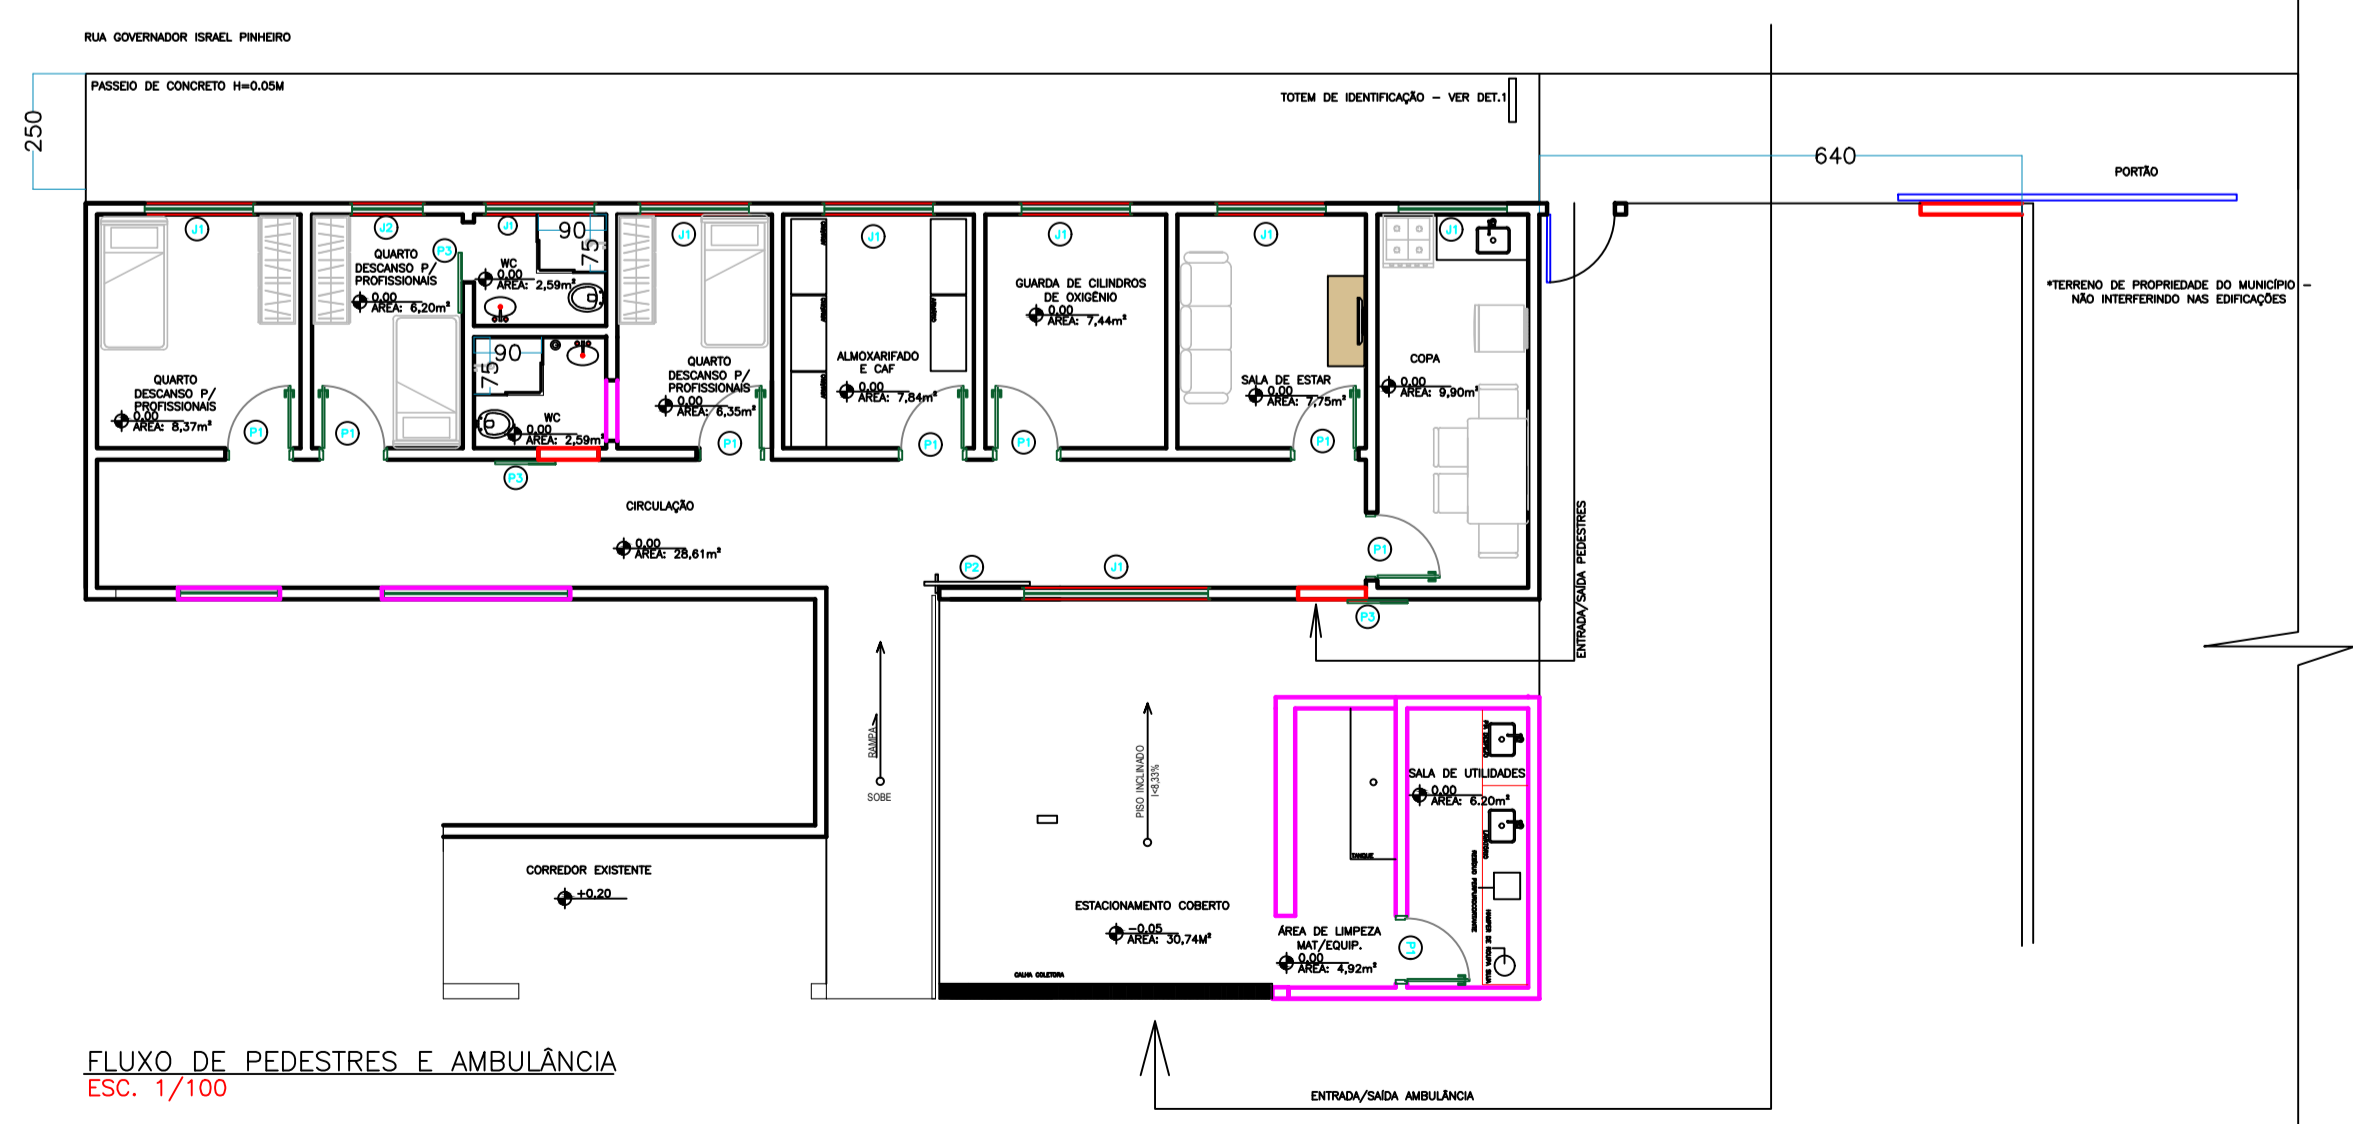 RUA GOVERNADOR ISRAEL PINHEIRO
PASSEIO DE CONCRETO H=0.05M
TOTEM DE IDENTIFICAÇÃO – VER DET.1
250
640
PORTÃO
*TERRENO DE PROPRIEDADE DO MUNICÍPIO –
NÃO INTERFERINDO NAS EDIFICAÇÕES
J1
QUARTO
DESCANSO P/
PROFISSIONAIS
0,00
ÁREA: 8,37m²
P1
J2
QUARTO
DESCANSO P/
PROFISSIONAIS
0,00
ÁREA: 6,20m²
P3
P1
J1
90
75
WC
0,00
ÁREA: 2,59m²
90
75
WC
0,00
ÁREA: 2,59m²
P3
J1
QUARTO
DESCANSO P/
PROFISSIONAIS
0,00
ÁREA: 6,35m²
P1
J1
ALMOXARIFADO
E CAF
0,00
ÁREA: 7,84m²
P1
J1
GUARDA DE CILINDROS
DE OXIGÊNIO
0,00
ÁREA: 7,44m²
P1
J1
SALA DE ESTAR
0,00
ÁREA: 7,75m²
P1
J1
COPA
0,00
ÁREA: 9,90m²
P1
CIRCULAÇÃO
0,00
ÁREA: 28,61m²
P2
J1
P3
ENTRADA/SAÍDA PEDESTRES
RAMPA
SOBE
PISO INCLINADO
I<8,33%
SALA DE UTILIDADES
0,00
ÁREA: 6.20m²
TANQUE
CORREDOR EXISTENTE
+0,20
ESTACIONAMENTO COBERTO
–0,05
ÁREA: 30,74M²
ÁREA DE LIMPEZA
MAT/EQUIP.
0,00
ÁREA: 4,92m²
P1
RESÍDUO PERFUROCORTANTE
HAMPER DE ROUPA SUJA
CALHA COLETORA
FLUXO DE PEDESTRES E AMBULÂNCIA
ESC. 1/100
ENTRADA/SAÍDA AMBULÂNCIA